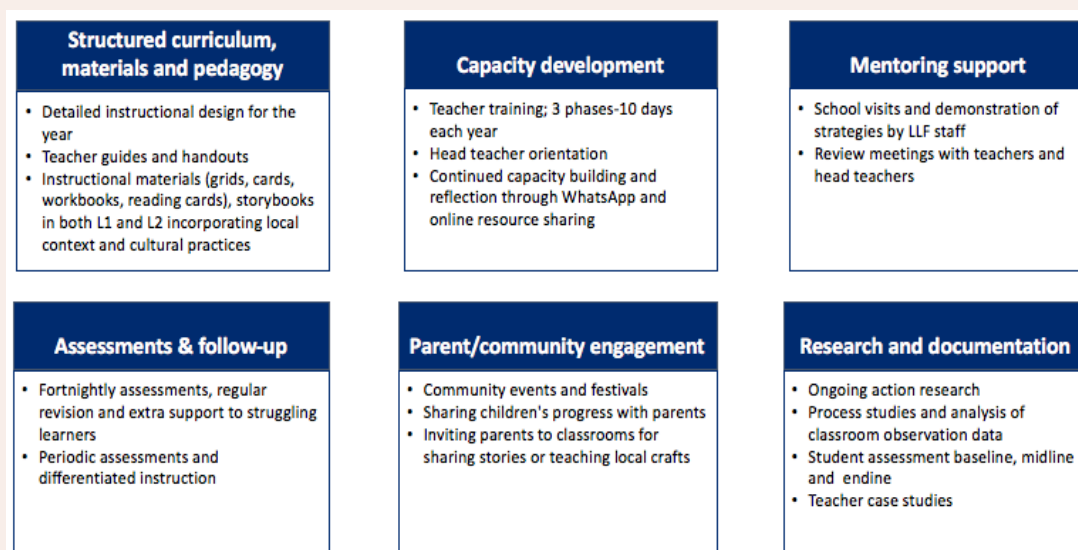 Structured curriculum,
materials and pedagogy
• Detailed instructional design for the
year
• Teacher guides and handouts
• Instructional materials (grids, cards,
workbooks, reading cards), storybooks
in both L1 and L2 incorporating local
context and cultural practices
Capacity development
• Teacher training; 3 phases-10 days
each year
• Head teacher orientation
• Continued capacity building and
reflection through WhatsApp and
online resource sharing
Mentoring support
• School visits and demonstration of
strategies by LLF staff
• Review meetings with teachers and
head teachers
Assessments & follow-up
• Fortnightly assessments, regular
revision and extra support to struggling
learners
• Periodic assessments and
differentiated instruction
Parent/community engagement
• Community events and festivals
• Sharing children's progress with parents
• Inviting parents to classrooms for
sharing stories or teaching local crafts
Research and documentation
• Ongoing action research
• Process studies and analysis of
classroom observation data
• Student assessment baseline, midline
and endine
• Teacher case studies